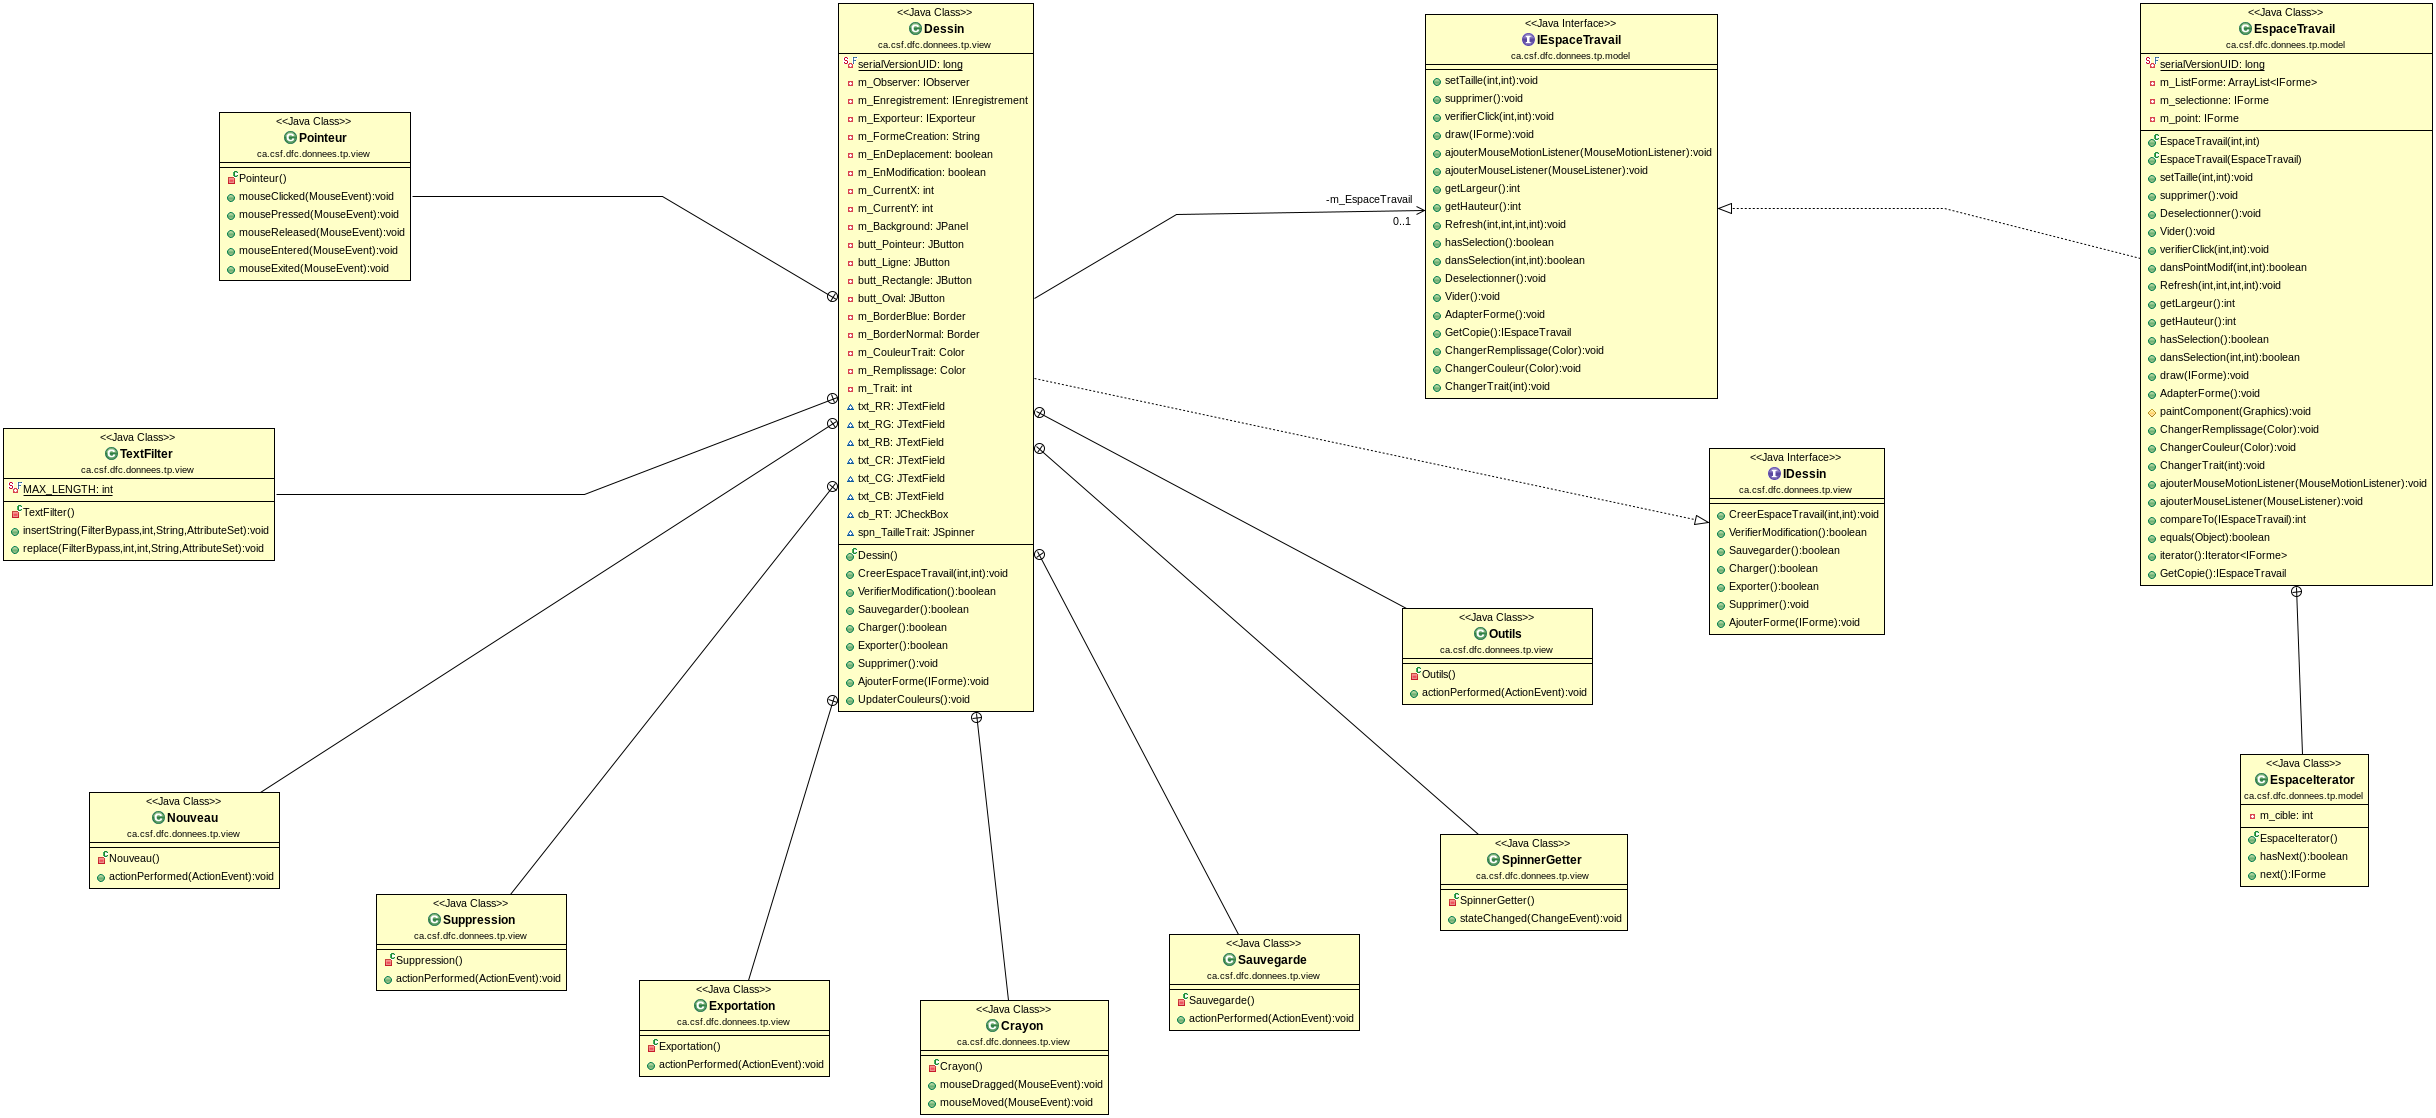 <<Java Class>>
Pointeur
ca.csf.dfc.donnees.tp.view
Pointeur()
mouseClicked(MouseEvent):void
mousePressed(MouseEvent):void
mouseReleased(MouseEvent):void
mouseEntered(MouseEvent):void
mouseExited(MouseEvent):void
<<Java Class>>
TextFilter
ca.csf.dfc.donnees.tp.view
MAX_LENGTH: int
TextFilter()
insertString(FilterBypass,int,String,AttributeSet):void
replace(FilterBypass,int,int,String,AttributeSet):void
<<Java Class>>
Nouveau
ca.csf.dfc.donnees.tp.view
Nouveau()
actionPerformed(ActionEvent):void
<<Java Class>>
Suppression
ca.csf.dfc.donnees.tp.view
Suppression()
actionPerformed(ActionEvent):void
<<Java Class>>
Exportation
ca.csf.dfc.donnees.tp.view
Exportation()
actionPerformed(ActionEvent):void
<<Java Class>>
Dessin
ca.csf.dfc.donnees.tp.view
serialVersionUID: long
m_Observer: IObserver
m_Enregistrement: IEnregistrement
m_Exporteur: IExporteur
m_FormeCreation: String
m_EnDeplacement: boolean
m_EnModification: boolean
m_CurrentX: int
m_CurrentY: int
m_Background: JPanel
butt_Pointeur: JButton
butt_Ligne: JButton
butt_Rectangle: JButton
butt_Oval: JButton
m_BorderBlue: Border
m_BorderNormal: Border
m_CouleurTrait: Color
m_Remplissage: Color
m_Trait: int
txt_RR: JTextField
txt_RG: JTextField
txt_RB: JTextField
txt_CR: JTextField
txt_CG: JTextField
txt_CB: JTextField
cb_RT: JCheckBox
spn_TailleTrait: JSpinner
Dessin()
CreerEspaceTravail(int,int):void
VerifierModification():boolean
Sauvegarder():boolean
Charger():boolean
Exporter():boolean
Supprimer():void
AjouterForme(IForme):void
UpdaterCouleurs():void
<<Java Class>>
Crayon
ca.csf.dfc.donnees.tp.view
Crayon()
mouseDragged(MouseEvent):void
mouseMoved(MouseEvent):void
<<Java Class>>
Sauvegarde
ca.csf.dfc.donnees.tp.view
Sauvegarde()
actionPerformed(ActionEvent):void
<<Java Class>>
SpinnerGetter
ca.csf.dfc.donnees.tp.view
SpinnerGetter()
stateChanged(ChangeEvent):void
<<Java Class>>
Outils
ca.csf.dfc.donnees.tp.view
Outils()
actionPerformed(ActionEvent):void
-m_EspaceTravail
0..1
<<Java Interface>>
IEspaceTravail
ca.csf.dfc.donnees.tp.model
setTaille(int,int):void
supprimer():void
verifierClick(int,int):void
draw(IForme):void
ajouterMouseMotionListener(MouseMotionListener):void
ajouterMouseListener(MouseListener):void
getLargeur():int
getHauteur():int
Refresh(int,int,int,int):void
hasSelection():boolean
dansSelection(int,int):boolean
Deselectionner():void
Vider():void
AdapterForme():void
GetCopie():IEspaceTravail
ChangerRemplissage(Color):void
ChangerCouleur(Color):void
ChangerTrait(int):void
<<Java Interface>>
IDessin
ca.csf.dfc.donnees.tp.view
CreerEspaceTravail(int,int):void
VerifierModification():boolean
Sauvegarder():boolean
Charger():boolean
Exporter():boolean
Supprimer():void
AjouterForme(IForme):void
<<Java Class>>
EspaceTravail
ca.csf.dfc.donnees.tp.model
serialVersionUID: long
m_ListForme: ArrayList<IForme>
m_selectionne: IForme
m_point: IForme
EspaceTravail(int,int)
EspaceTravail(EspaceTravail)
setTaille(int,int):void
supprimer():void
Deselectionner():void
Vider():void
verifierClick(int,int):void
dansPointModif(int,int):boolean
Refresh(int,int,int,int):void
getLargeur():int
getHauteur():int
hasSelection():boolean
dansSelection(int,int):boolean
draw(IForme):void
AdapterForme():void
paintComponent(Graphics):void
ChangerRemplissage(Color):void
ChangerCouleur(Color):void
ChangerTrait(int):void
ajouterMouseMotionListener(MouseMotionListener):void
ajouterMouseListener(MouseListener):void
compareTo(IEspaceTravail):int
equals(Object):boolean
iterator():Iterator<IForme>
GetCopie():IEspaceTravail
<<Java Class>>
EspaceIterator
ca.csf.dfc.donnees.tp.model
m_cible: int
EspaceIterator()
hasNext():boolean
next():IForme